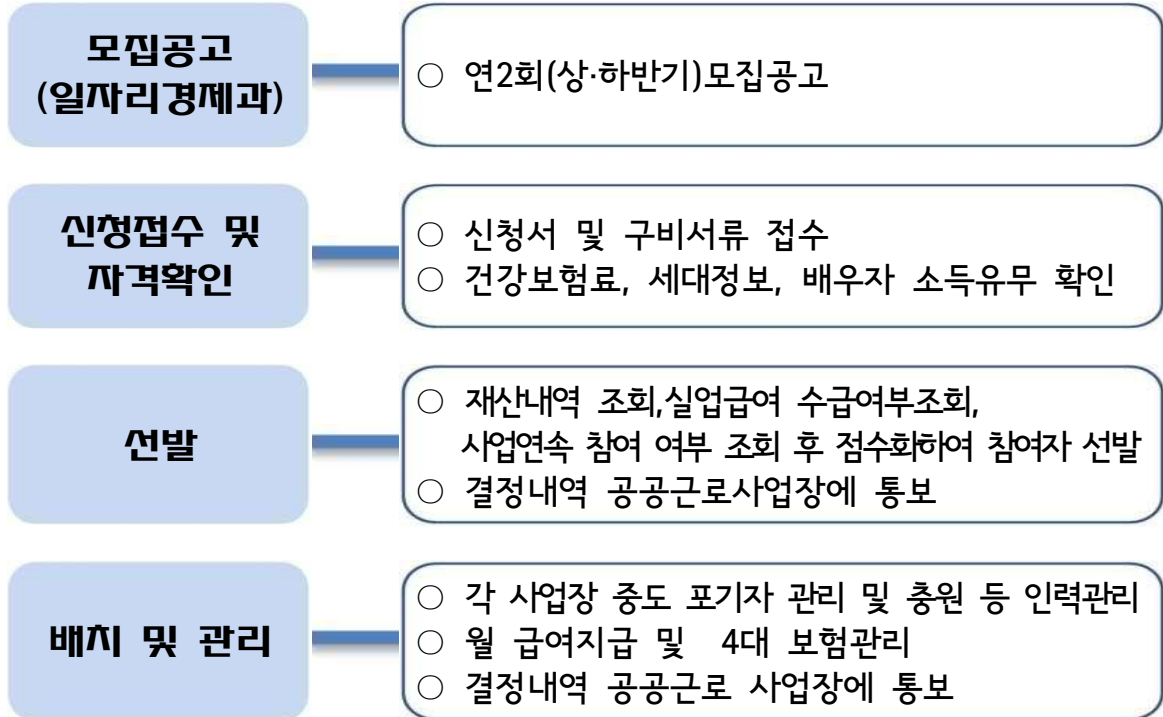 모집공고
(일자리경제과)
○ 연2회(상·하반기)모집공고
신청접수 및
자격확인
○ 신청서 및 구비서류 접수
○ 건강보험료, 세대정보, 배우자 소득유무 확인
선발
○ 재산내역 조회,실업급여 수급여부조회,
사업연속 참여 여부 조회 후 점수화하여 참여자 선발
○ 결정내역 공공근로사업장에 통보
배치 및 관리
○ 각 사업장 중도 포기자 관리 및 충원 등 인력관리
○ 월 급여지급 및 4대 보험관리
○ 결정내역 공공근로 사업장에 통보